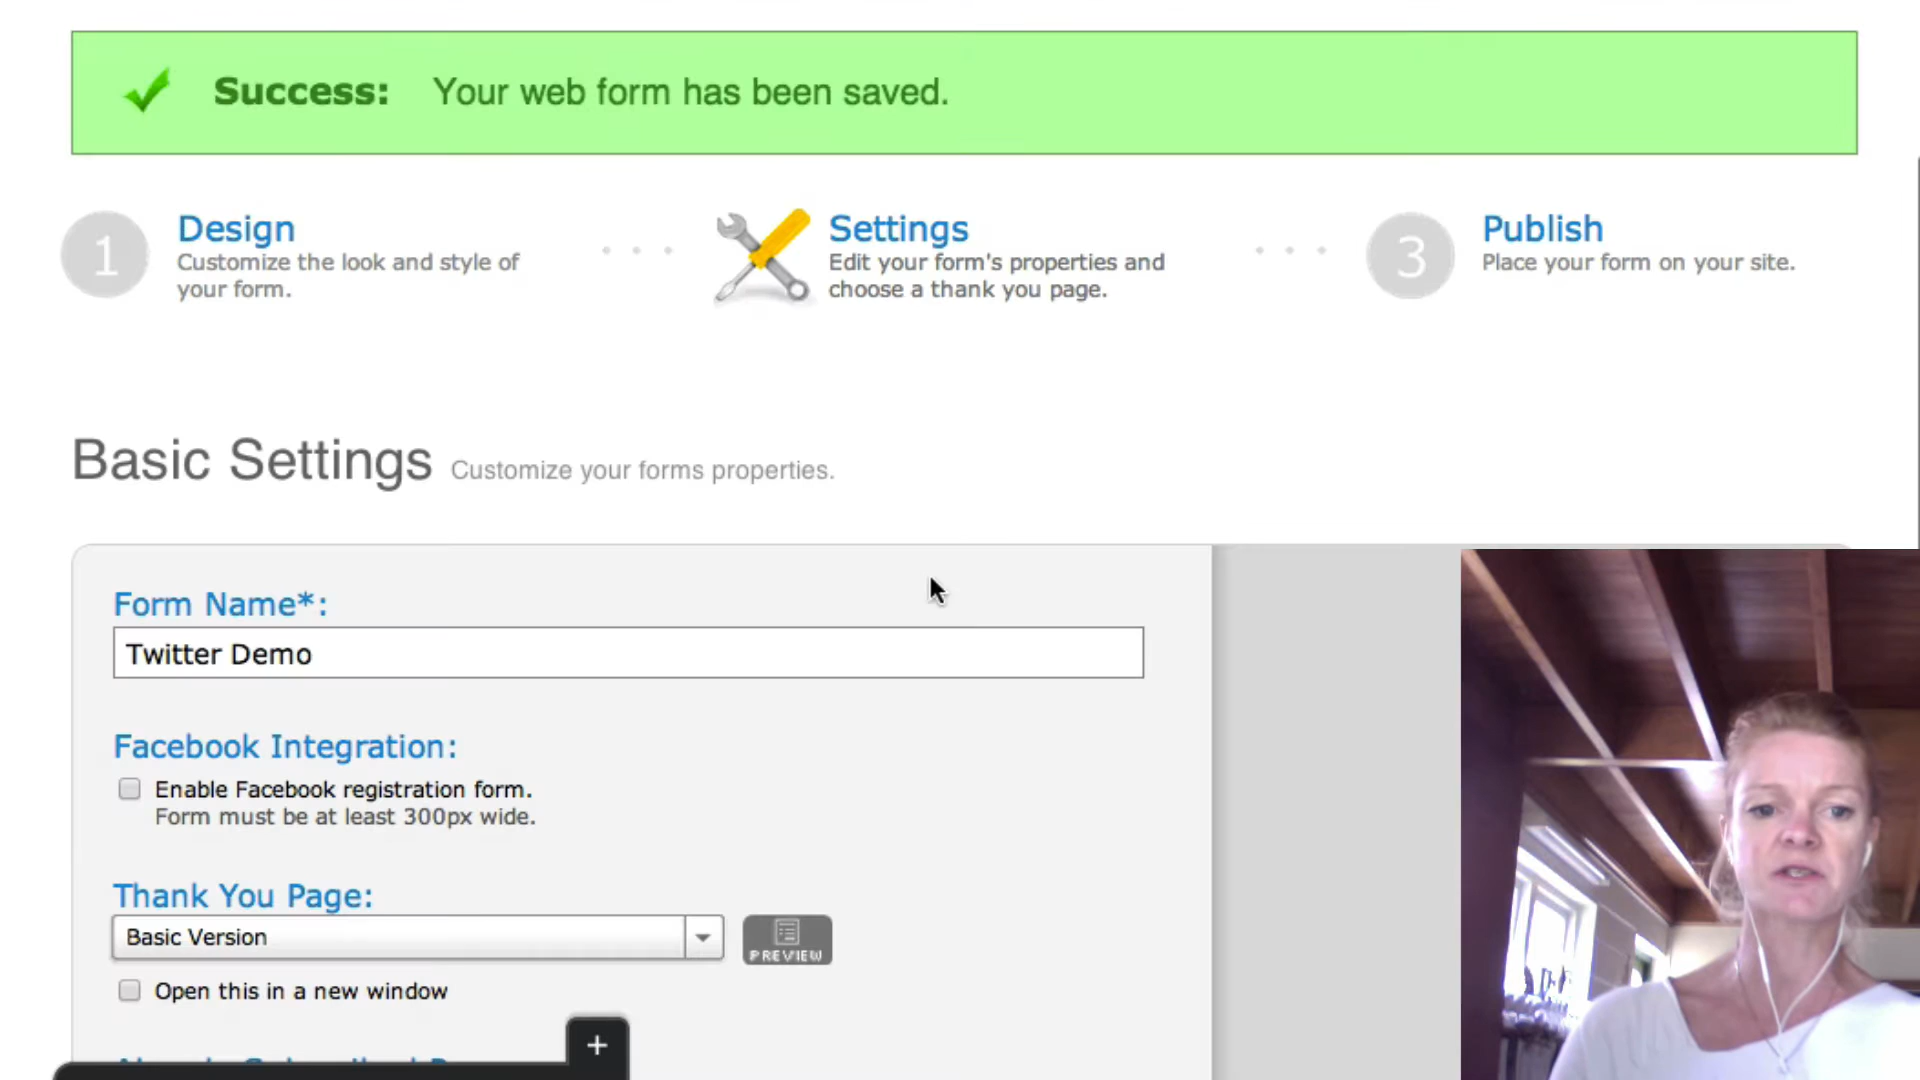 Success: Your web form has been saved.
1
Design
Customize the look and style of
your form.
Settings
Edit your form's properties and
choose a thank you page.
3
Publish
Place your form on your site.
Basic Settings Customize your forms properties.
Form Name*:
Twitter Demo
Facebook Integration:
Enable Facebook registration form.
Form must be at least 300px wide.
Thank You Page:
Basic Version
PREVIEW
Open this in a new window
+